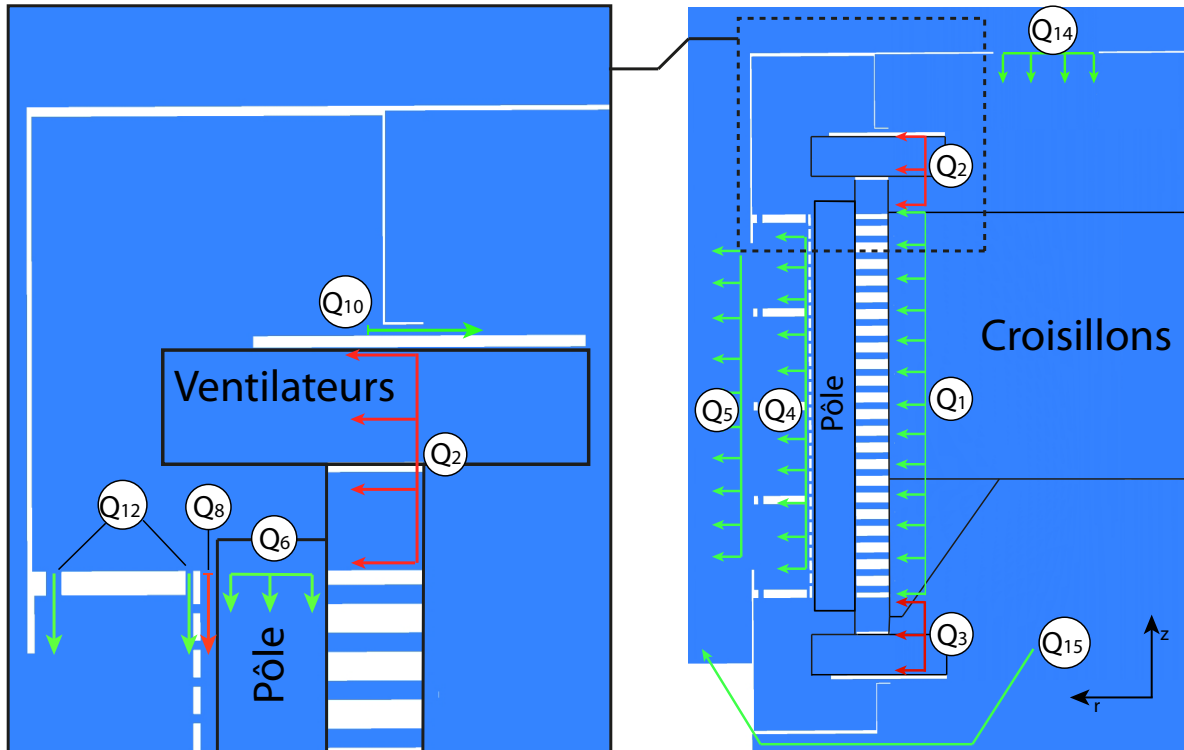 Q10
Ventilateurs
Q2
Q12
Q8
Q6
Pôle
Q14
Q2
Croisillons
Q5
Q4
Pôle
Q1
Q3
Q15
z
r